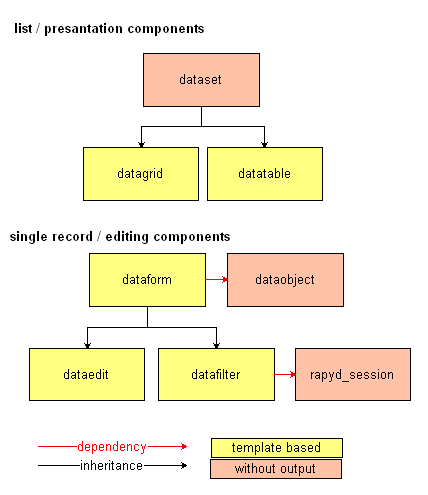 list / presantation components
dataset
datagrid datatable
single record / editing components
dataform dataobject
dataedit datafilter rapyd_session
dependency template based
inheritance without output